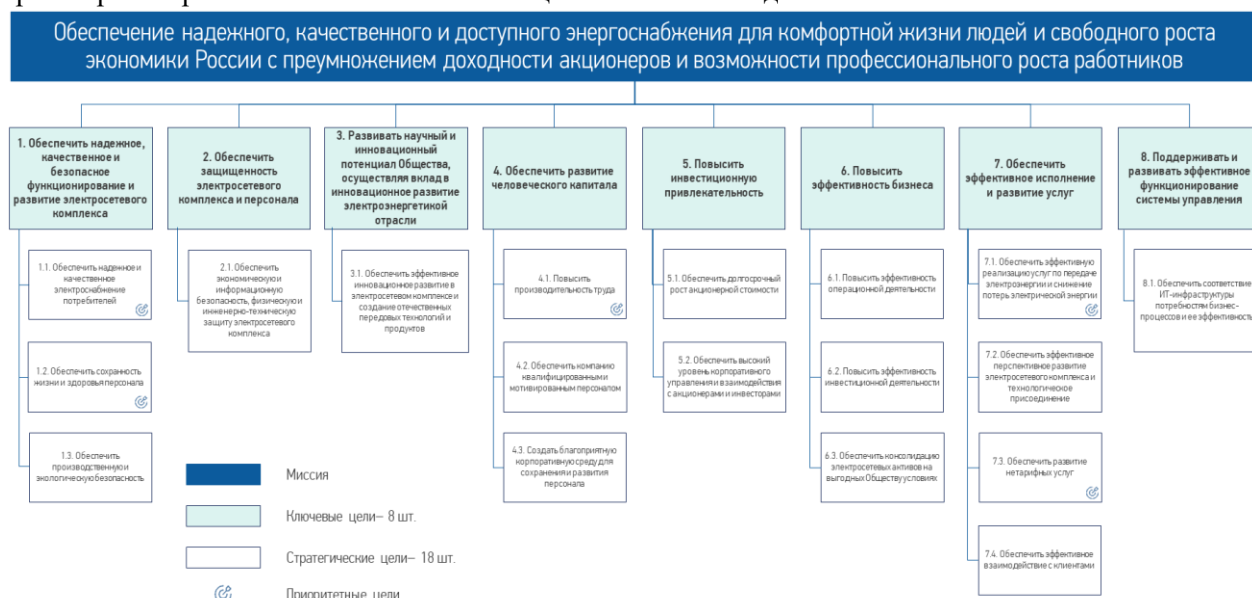 Обеспечение надежного, качественного и доступного энергоснабжения для комфортной жизни людей и свободного роста
экономики России с преумножением доходности акционеров и возможности профессионального роста работников
1. Обеспечить надежное,
качественное и
безопасное
функционирование и
развитие электросетевого
комплекса
2. Обеспечить
защищенность
электросетевого
комплекса и персонала
3. Развивать научный и
инновационный
потенциал Общества,
осуществляя вклад в
инновационное развитие
электроэнергетикой
отрасли
4. Обеспечить развитие
человеческого капитала
5. Повысить
инвестиционную
привлекательность
6. Повысить
эффективность бизнеса
7. Обеспечить
эффективное исполнение
и развитие услуг
8. Поддерживать и
развивать эффективное
функционирование
системы управления
1.1. Обеспечить надежное и
качественное
электроснабжение
потребителей
1.2. Обеспечить сохранность
жизни и здоровья персонала
1.3. Обеспечить
производственную и
экологическую безопасность
2.1. Обеспечить
экономическую и
информационную
безопасность, физическую и
инженерно-техническую
защиту электросетевого
комплекса
3.1. Обеспечить эффективное
инновационное развитие в
электросетевом комплексе и
создание отечественных
передовых технологий и
продуктов
4.1. Повысить
производительность труда
4.2. Обеспечить компанию
квалифицированными
мотивированным персоналом
4.3. Создать благоприятную
корпоративную среду для
сохранения и развития
персонала
5.1. Обеспечить долгосрочный
рост акционерной стоимости
5.2. Обеспечить высокий
уровень корпоративного
управления и взаимодействия
с акционерами и инвесторами
6.1. Повысить эффективность
операционной деятельности
6.2. Повысить эффективность
инвестиционной деятельности
6.3. Обеспечить консолидацию
электросетевых активов на
выгодных Обществу условиях
7.1. Обеспечить эффективную
реализацию услуг по передаче
электроэнергии и снижение
потерь электрической энергии
7.2. Обеспечить эффективное
перспективное развитие
электросетевого комплекса и
технологическое
присоединение
7.3. Обеспечить развитие
нетарифных услуг
7.4. Обеспечить эффективное
взаимодействие с клиентами
8.1. Обеспечить соответствие
ИТ-инфраструктуры
потребностям бизнес-
процессов и ее эффективность
Миссия
Ключевые цели– 8 шт.
Стратегические цели– 18 шт.
Приоритетные цели